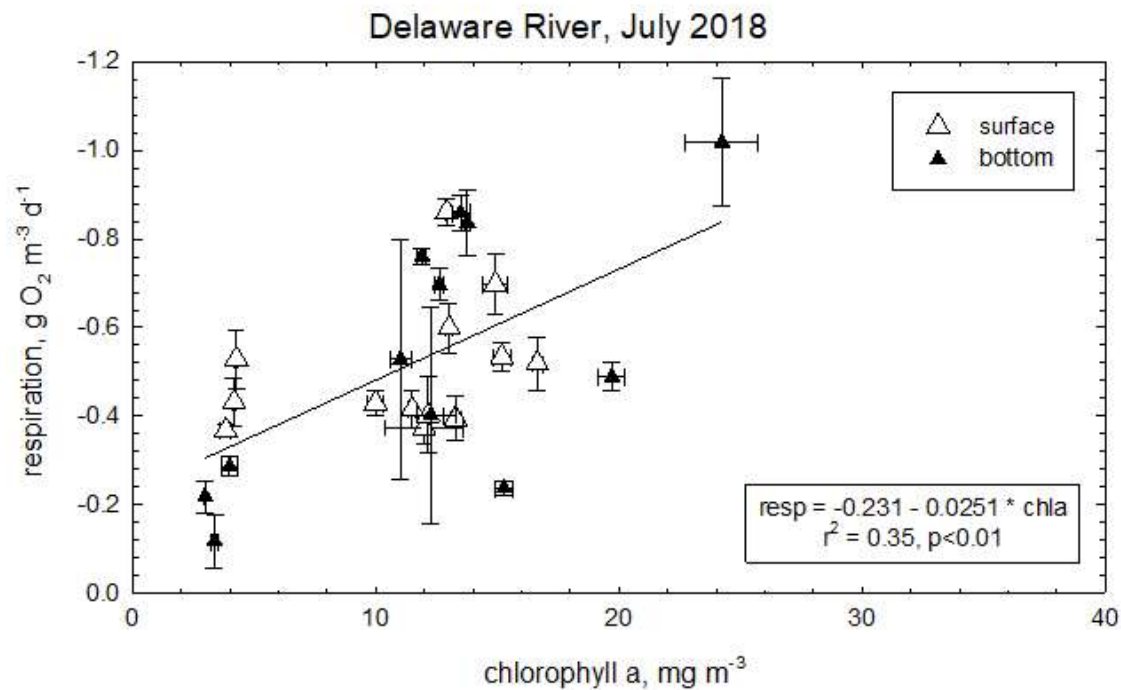 Delaware River, July 2018
-1.2
-1.0
-0.8
-0.6
-0.4
-0.2
0.0
respiration, g O₂ m⁻³ d⁻¹
surface
bottom
resp = -0.231 - 0.0251 * chla
r² = 0.35, p<0.01
0 10 20 30 40
chlorophyll a, mg m⁻³